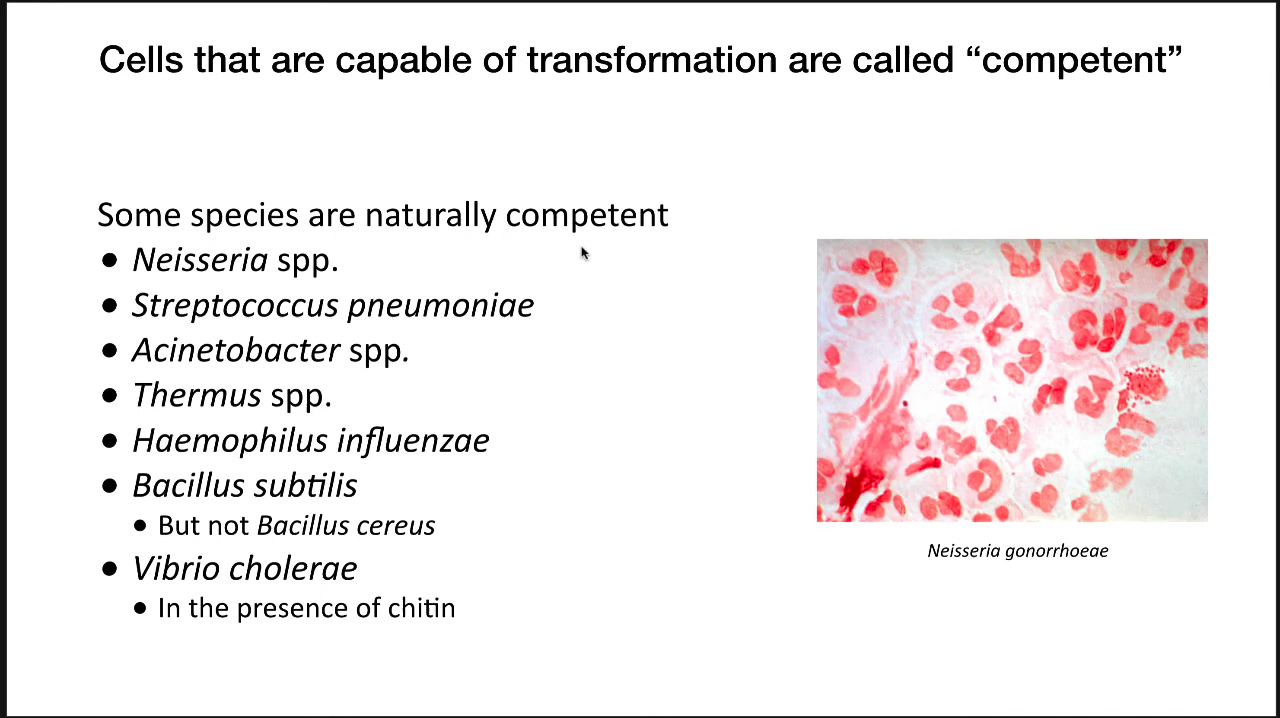 Cells that are capable of transformation are called “competent”
Some species are naturally competent
• Neisseria spp.
• Streptococcus pneumoniae
• Acinetobacter spp.
• Thermus spp.
• Haemophilus influenzae
• Bacillus subtilis
• But not Bacillus cereus
• Vibrio cholerae
• In the presence of chitin
Neisseria gonorrhoeae